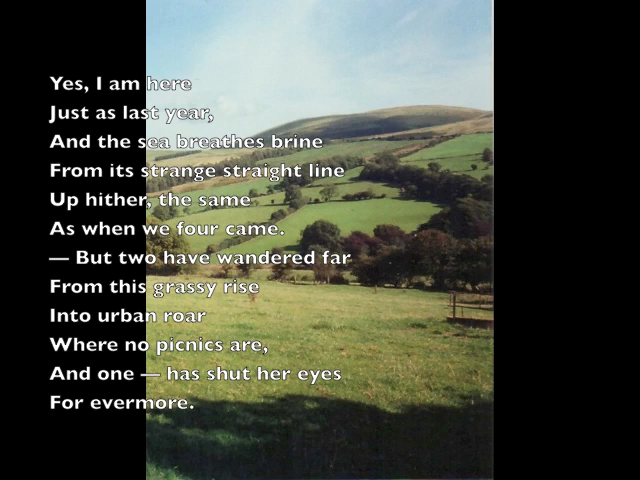 Yes, I am here
Just as last year,
And the sea breathes brine
From its strange straight line
Up hither, the same
As when we four came.
— But two have wandered far
From this grassy rise
Into urban roar
Where no picnics are,
And one — has shut her eyes
For evermore.